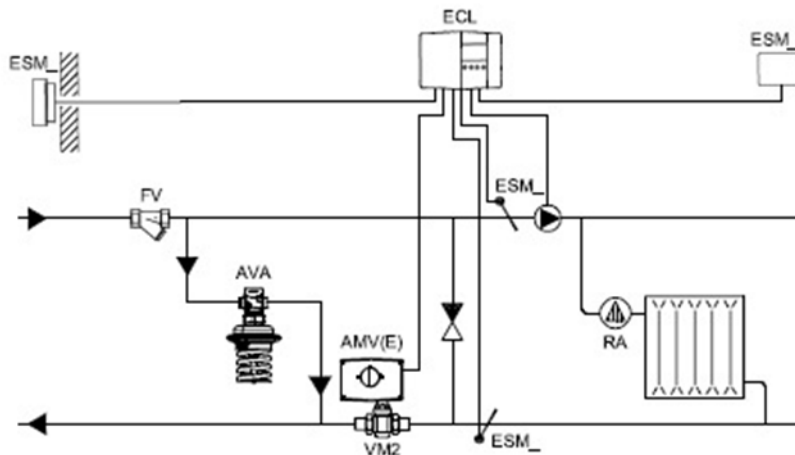 ECL
ESM_
ESM_
ESM_
FV
AVA
AMV(E)
RA
VM2
ESM_